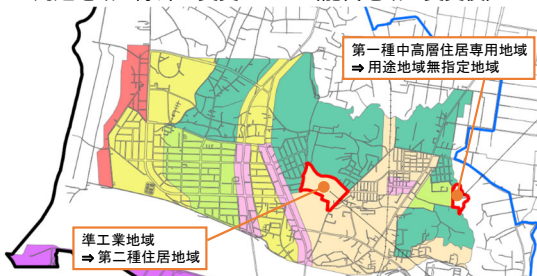 第一種中高層住居専用地域
⇒ 用途地域無指定地域
準工業地域
⇒ 第二種住居地域